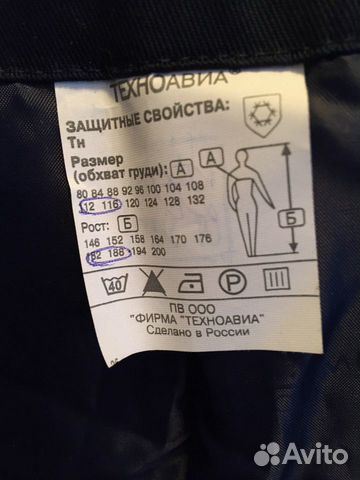 ТЕХНОАВИА®
ЗАЩИТНЫЕ СВОЙСТВА:
Тн
Размер
(обхват груди): А
80 84 88 92 96 100 104 108
112 116 120 124 128 132
Рост: Б
146 152 158 164 170 176
182 188 194 200
А
Б
40
P
ПВ ООО
"ФИРМА "ТЕХНОАВИА"
Сделано в России
Avito